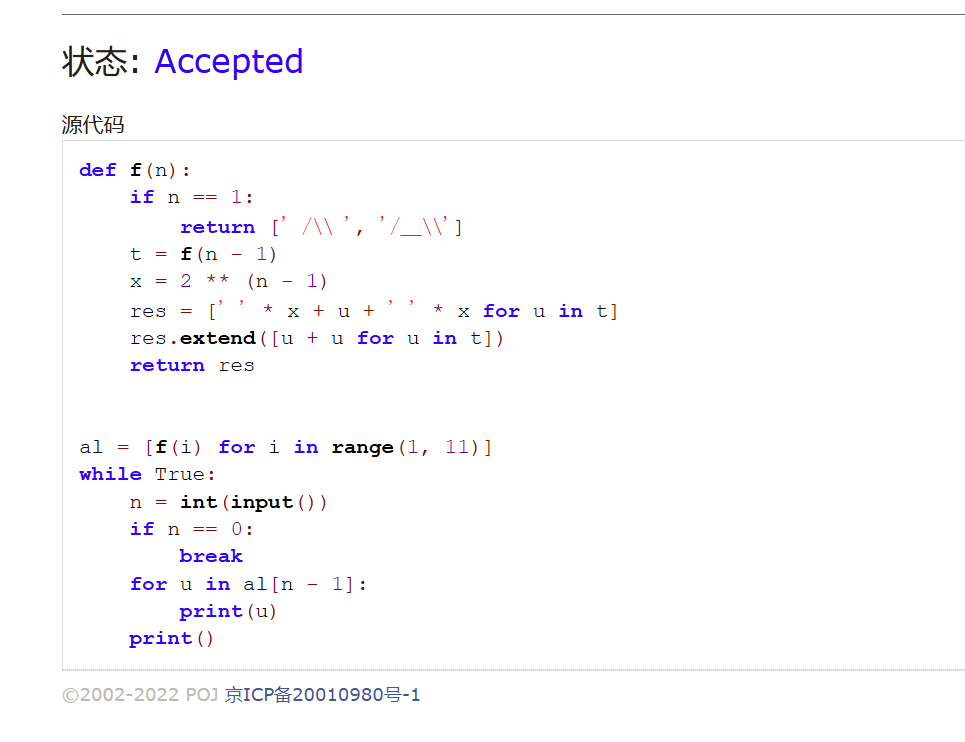 状态: Accepted
源代码
def f(n):
    if n == 1:
        return [' /\\ ', '/__\\']
    t = f(n - 1)
    x = 2 ** (n - 1)
    res = [' ' * x + u + ' ' * x for u in t]
    res.extend([u + u for u in t])
    return res
al = [f(i) for i in range(1, 11)]
while True:
    n = int(input())
    if n == 0:
        break
    for u in al[n - 1]:
        print(u)
    print()
©2002-2022 POJ 京ICP备20010980号-1